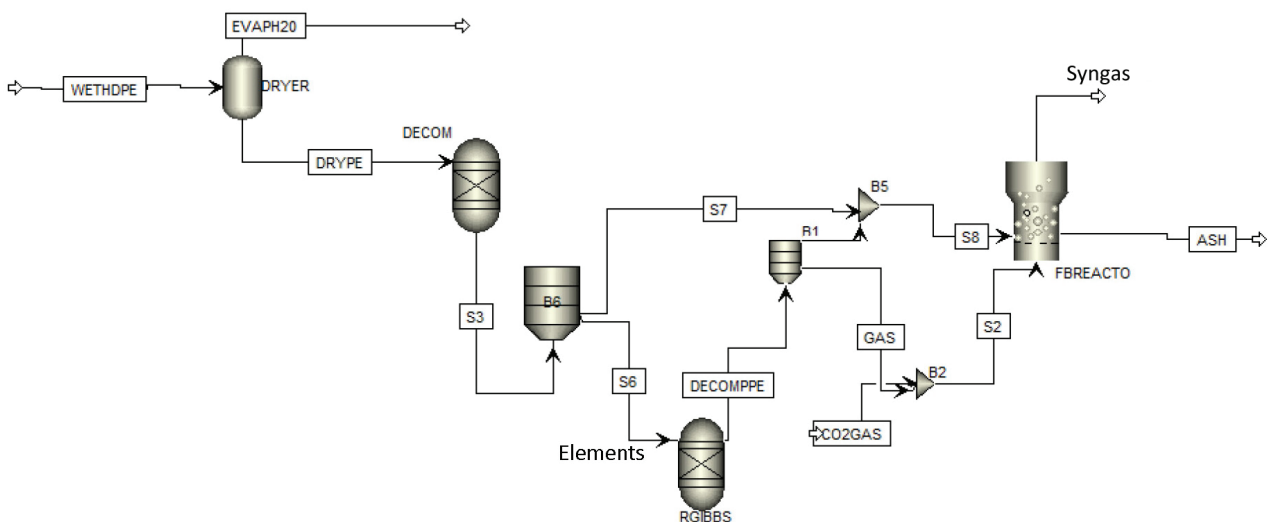 EVAPH20
WETHDPE
DRYER
Syngas
DECOM
DRYPE
B5
S7
B1
S8
ASH
FBREACTO
B6
S3
S2
GAS
B2
S6
DECOMPPE
CO2GAS
Elements
RGIBBS